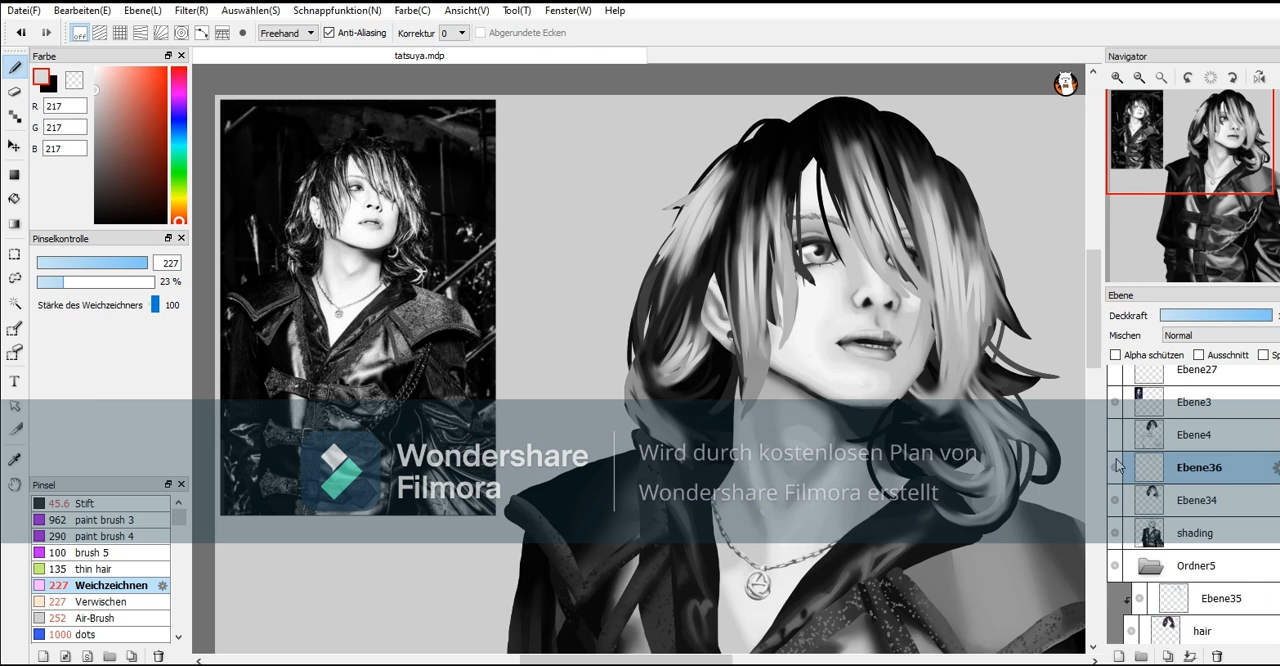 Datei(F) Bearbeiten(E) Ebene(L) Filter(R) Auswählen(S) Schnappfunktion(N) Farbe(C) Ansicht(V) Tool(T) Fenster(W) Help
off Freehand Anti-Aliasing Korrektur 0 Abgerundete Ecken
Farbe tatsuya.mdp Navigator
R 217
G 217
B 217
Pinselkontrolle
227
23 %
Stärke des Weichzeichners 100
Ebene
Deckkraft
Mischen Normal
Alpha schützen Ausschnitt
Ebene27
Ebene3
Ebene4
Ebene36
Ebene34
shading
Ordner5
Ebene35
hair
Wondershare
Filmora
Wird durch kostenlosen Plan von
Wondershare Filmora erstellt
Pinsel
45.6 Stift
962 paint brush 3
290 paint brush 4
100 brush 5
135 thin hair
227 Weichzeichnen
227 Verwischen
252 Air-Brush
1000 dots